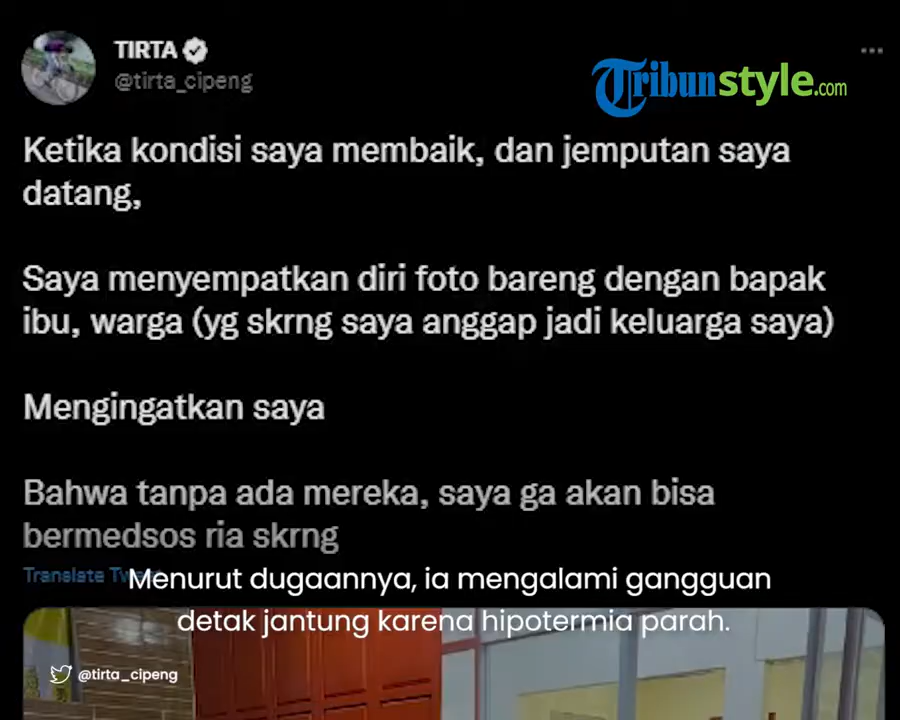 TIRTA
@tirta_cipeng
Tribunstyle.com
Ketika kondisi saya membaik, dan jemputan saya
datang,
Saya menyempatkan diri foto bareng dengan bapak
ibu, warga (yg skrng saya anggap jadi keluarga saya)
Mengingatkan saya
Bahwa tanpa ada mereka, saya ga akan bisa
bermedsos ria skrng
Translate
Menurut dugaannya, ia mengalami gangguan
detak jantung karena hipotermia parah.
@tirta_cipeng